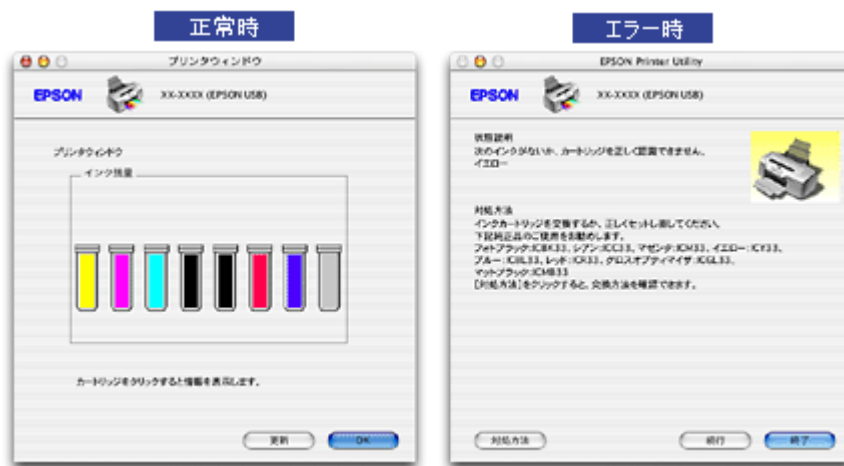 正常時
プリンタウィンドウ
EPSON
XX-XXXX (EPSON USB)
プリンタウィンドウ
インク残量
カートリッジをクリックすると情報を表示します。
更新
OK
エラー時
EPSON Printer Utility
EPSON
XX-XXXX (EPSON USB)
状態説明
次のインクがないか、カートリッジを正しく認識できません。
イエロー
対処方法
インクカートリッジを交換するか、正しくセットし直してください。
下記純正品のご使用をお勧めします。
フォトブラック:ICBK33、シアン:ICC33、マゼンタ:ICM33、イエロー:ICY33、
ブルー:ICBL33、レッド:ICR33、グロスオプティマイザ:ICGL33、
マットブラック:ICMB33
[対処方法]をクリックすると、交換方法を確認できます。
対処方法
続行
終了